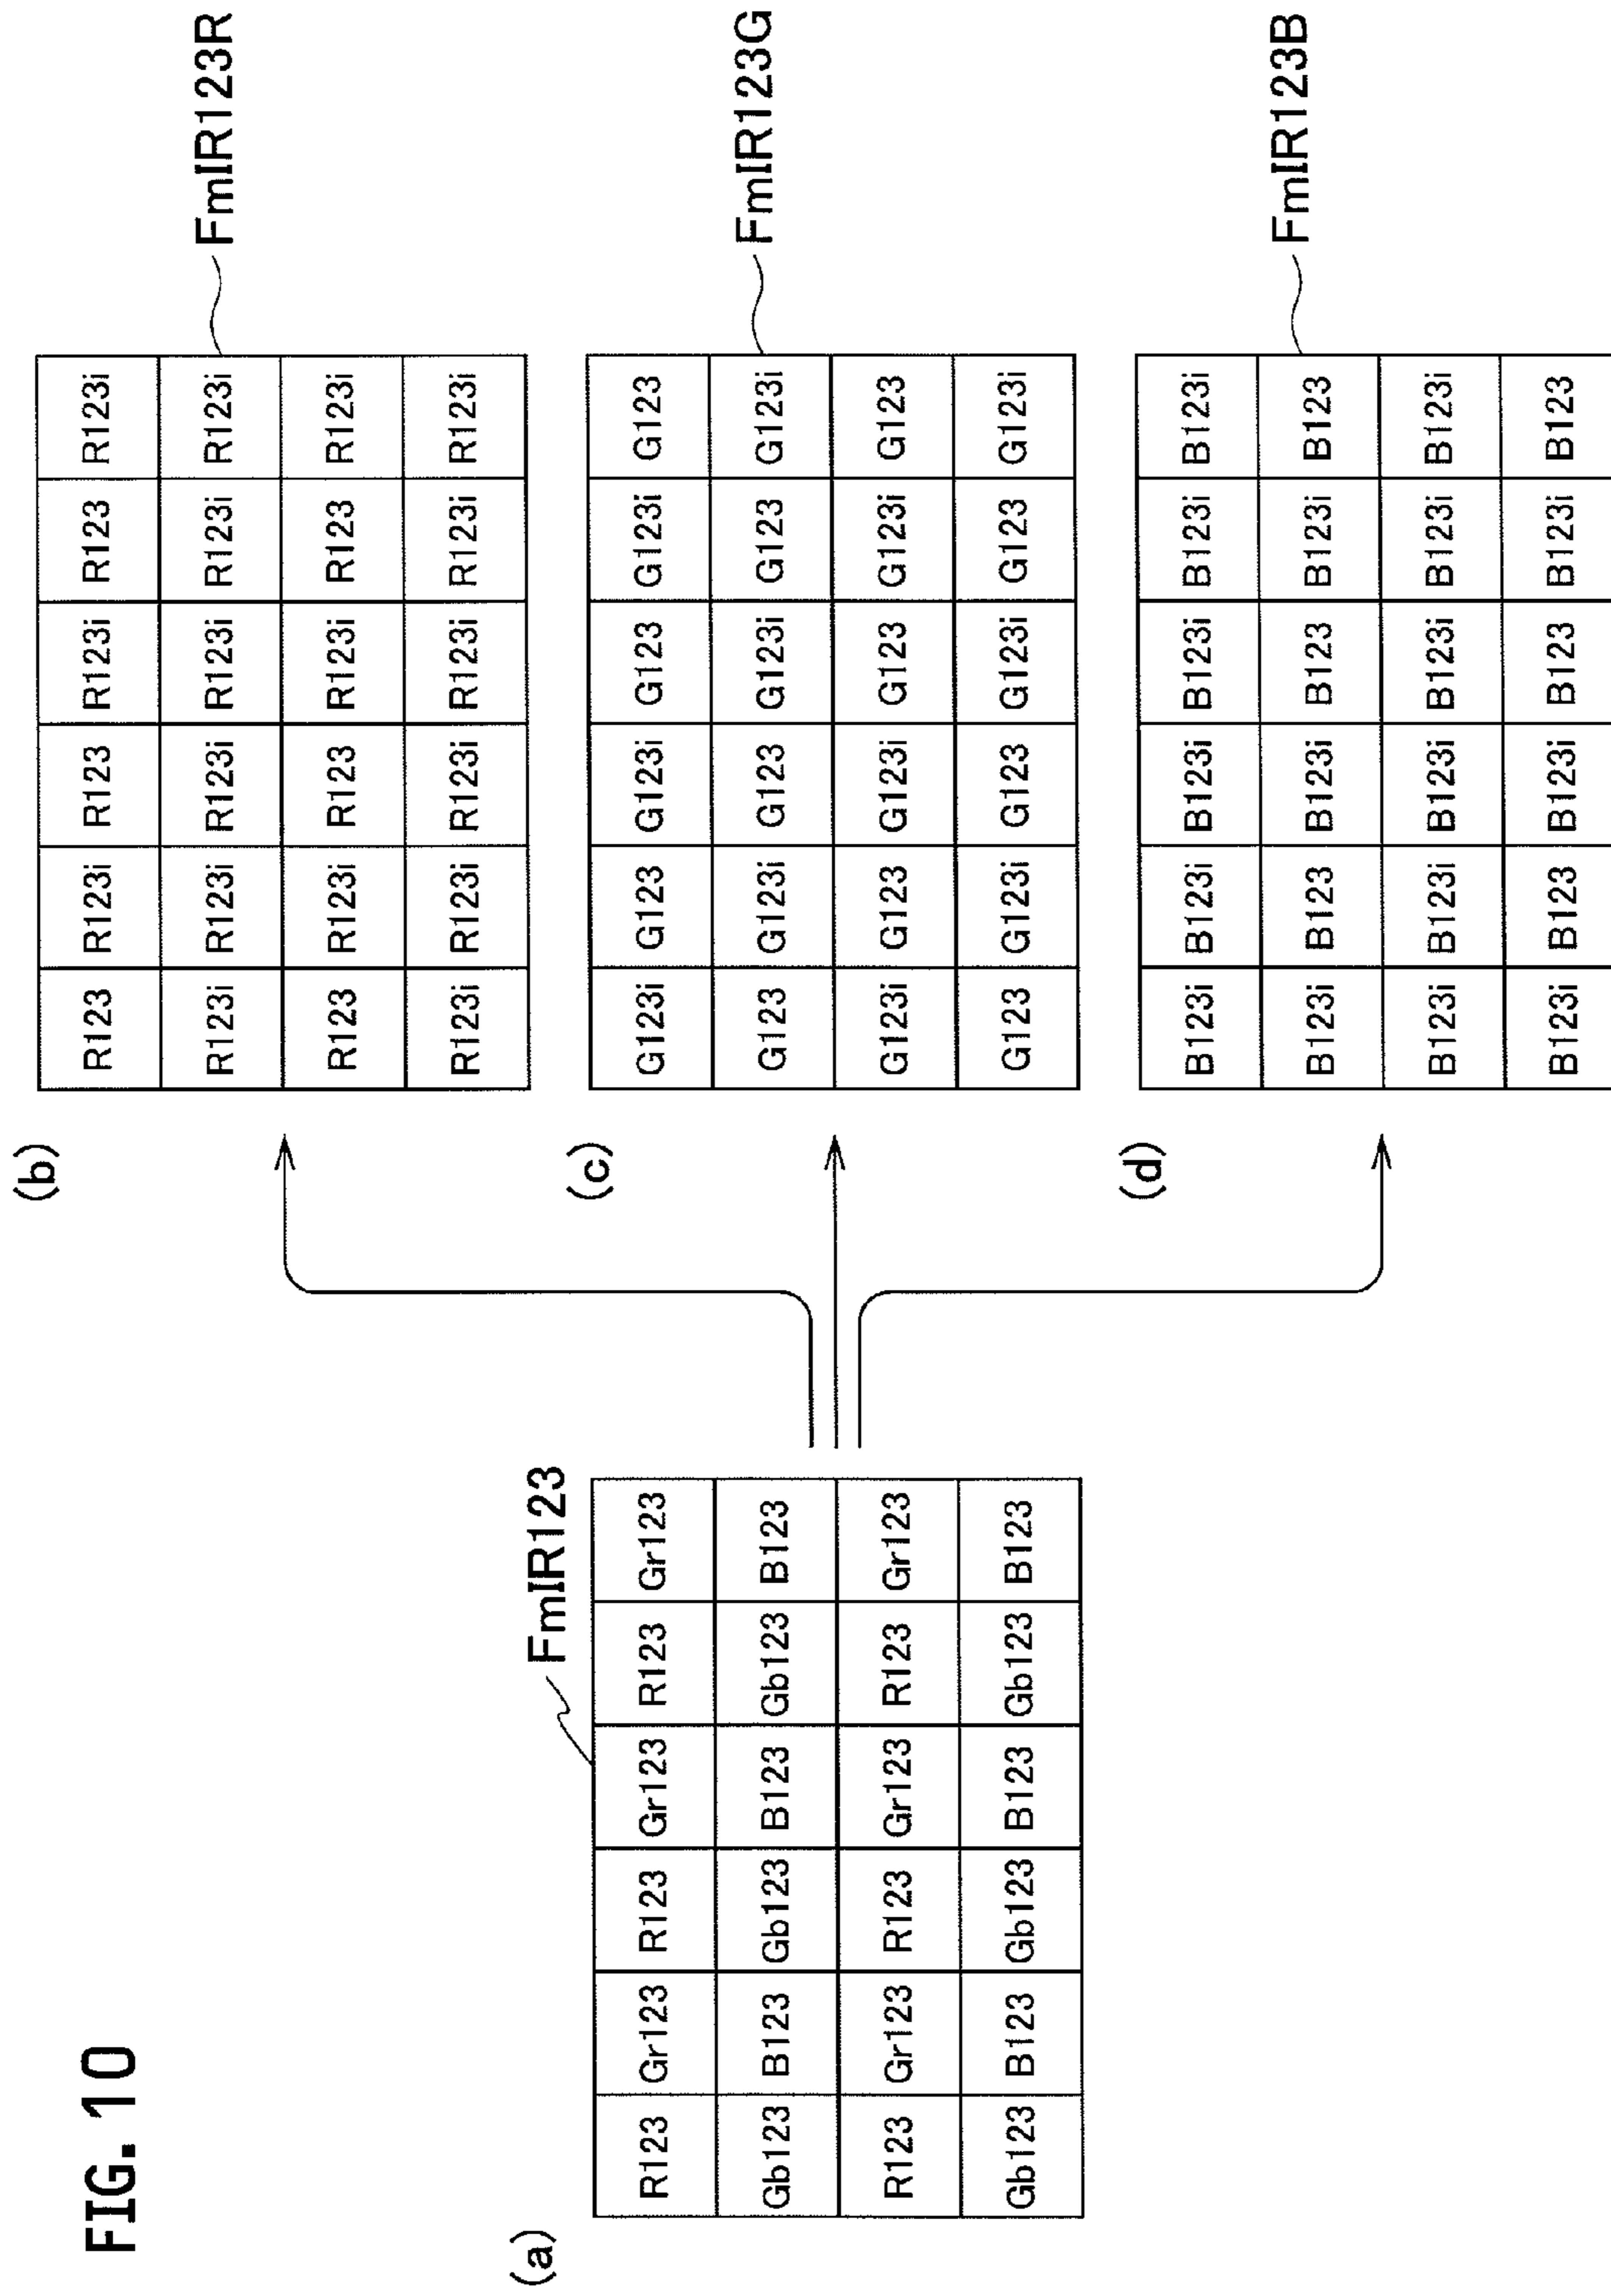 FIG. 10
(a)
FmIR123
R123 Gr123 R123 Gr123 R123 Gr123
Gb123 B123 Gb123 B123 Gb123 B123
R123 Gr123 R123 Gr123 R123 Gr123
Gb123 B123 Gb123 B123 Gb123 B123
(b)
R123 R123i R123 R123i R123 R123i
R123i R123i R123i R123i R123i R123i
R123 R123i R123 R123i R123 R123i
R123i R123i R123i R123i R123i R123i
FmIR123R
(c)
G123i G123 G123i G123 G123i G123
G123 G123i G123 G123i G123 G123i
G123i G123 G123i G123 G123i G123
G123 G123i G123 G123i G123 G123i
FmIR123G
(d)
B123i B123i B123i B123i B123i B123i
B123i B123 B123i B123 B123i B123
B123i B123i B123i B123i B123i B123i
B123i B123 B123i B123 B123i B123
FmIR123B